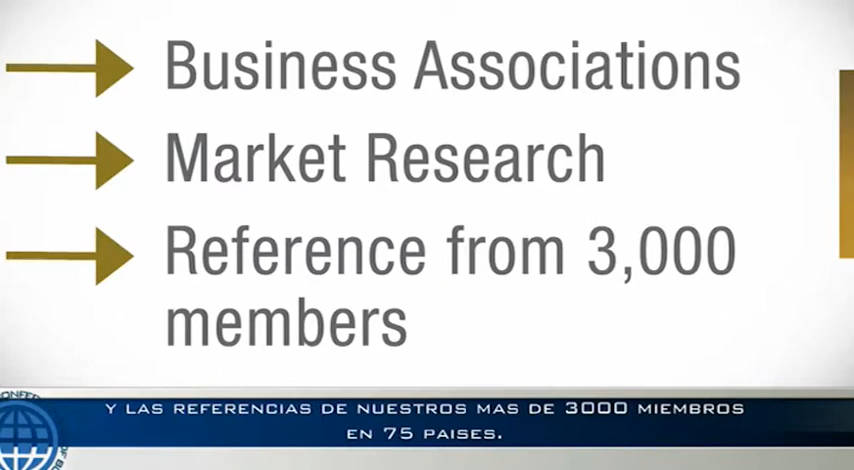 Business Associations
Market Research
Reference from 3,000
members
Y LAS REFERENCIAS DE NUESTROS MAS DE 3000 MIEMBROS
EN 75 PAISES.